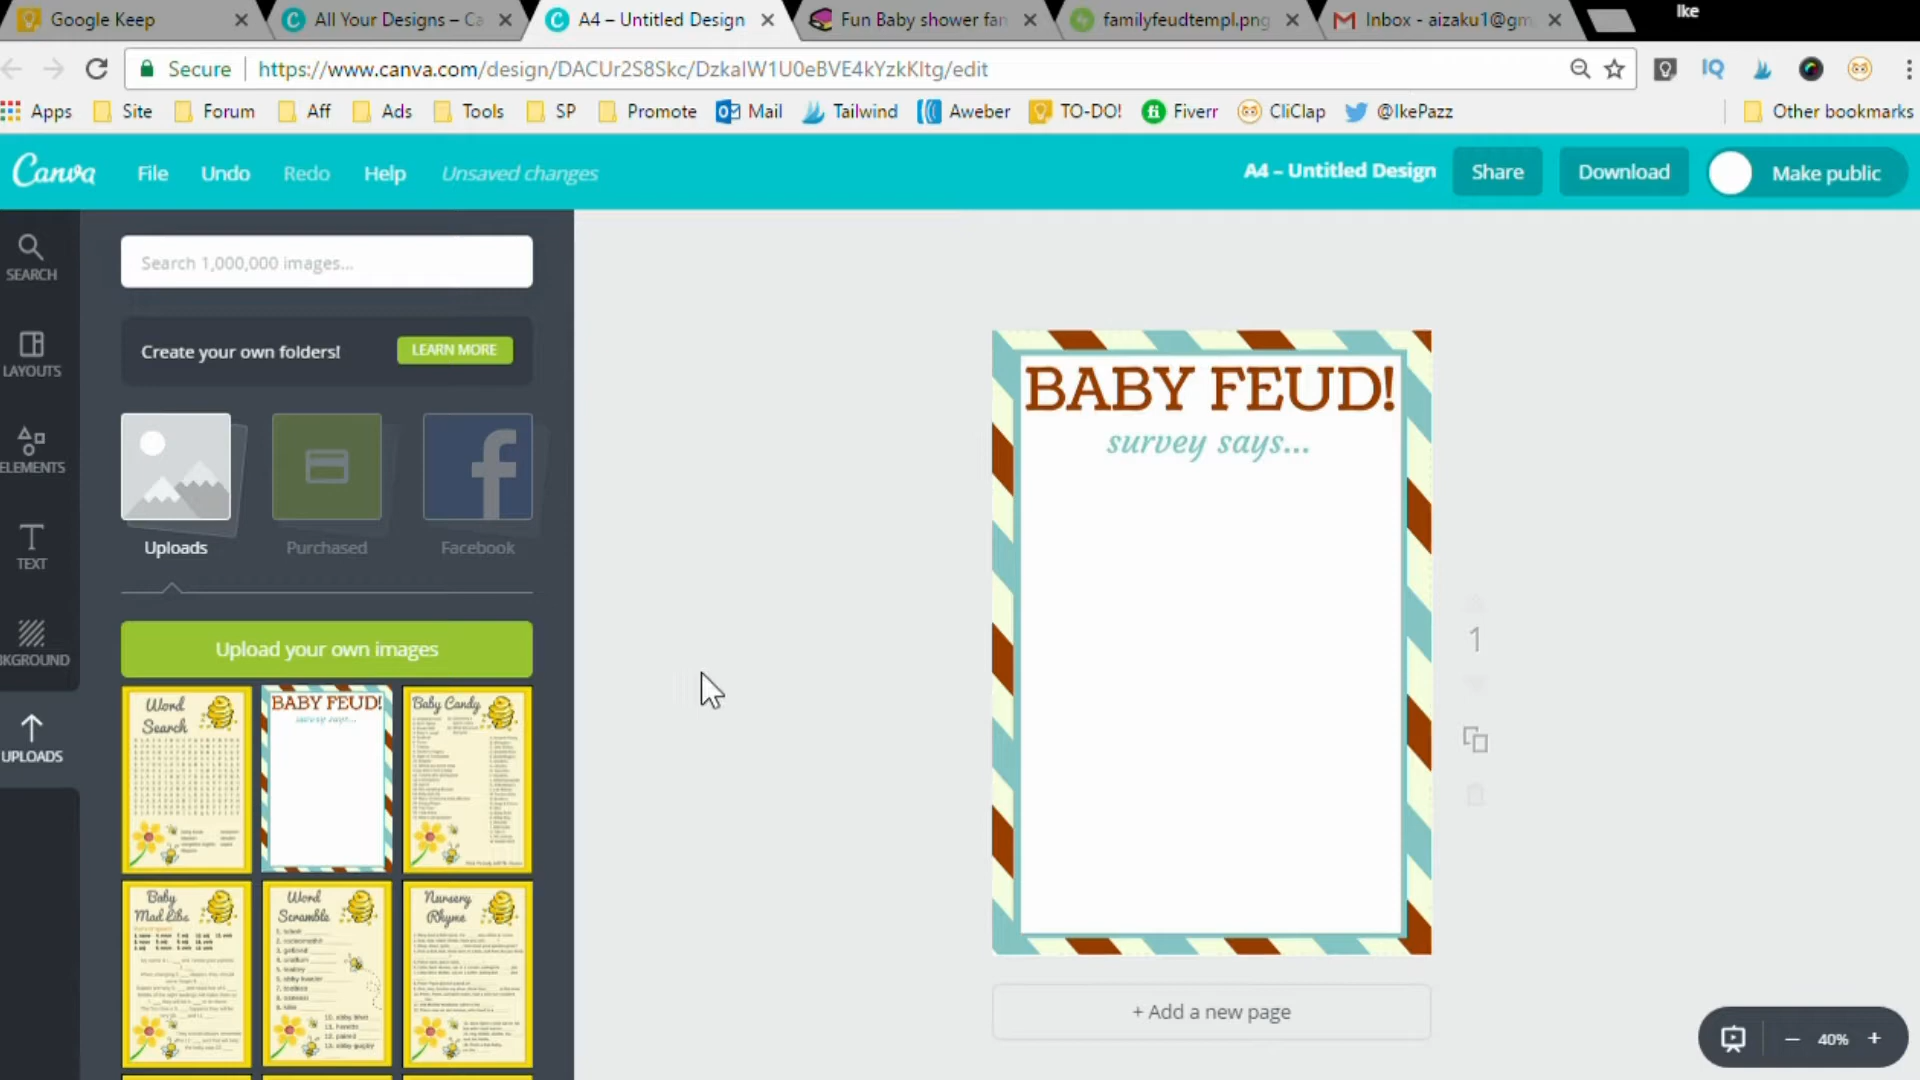 Google Keep
All Your Designs – Ca
A4 – Untitled Design
Fun Baby shower fan
familyfeudtempl.png
Inbox - aizaku1@gm
Ike
Secure
https://www.canva.com/design/DACUr2S8Skc/DzkaIW1U0eBVE4kYzkKltg/edit
Apps
Site
Forum
Aff
Ads
Tools
SP
Promote
Mail
Tailwind
Aweber
TO-DO!
Fiverr
CliClap
@IkePazz
Other bookmarks
Canva
File
Undo
Redo
Help
Unsaved changes
A4 – Untitled Design
Share
Download
Make public
SEARCH
LAYOUTS
ELEMENTS
TEXT
BKGROUND
UPLOADS
Search 1,000,000 images...
Create your own folders!
LEARN MORE
Uploads
Purchased
Facebook
Upload your own images
Word
Search
BABY FEUD!
survey says...
Baby Candy
Baby
Mad Libs
Word
Scramble
Nursery
Rhyme
BABY FEUD!
survey says...
1
+ Add a new page
40%